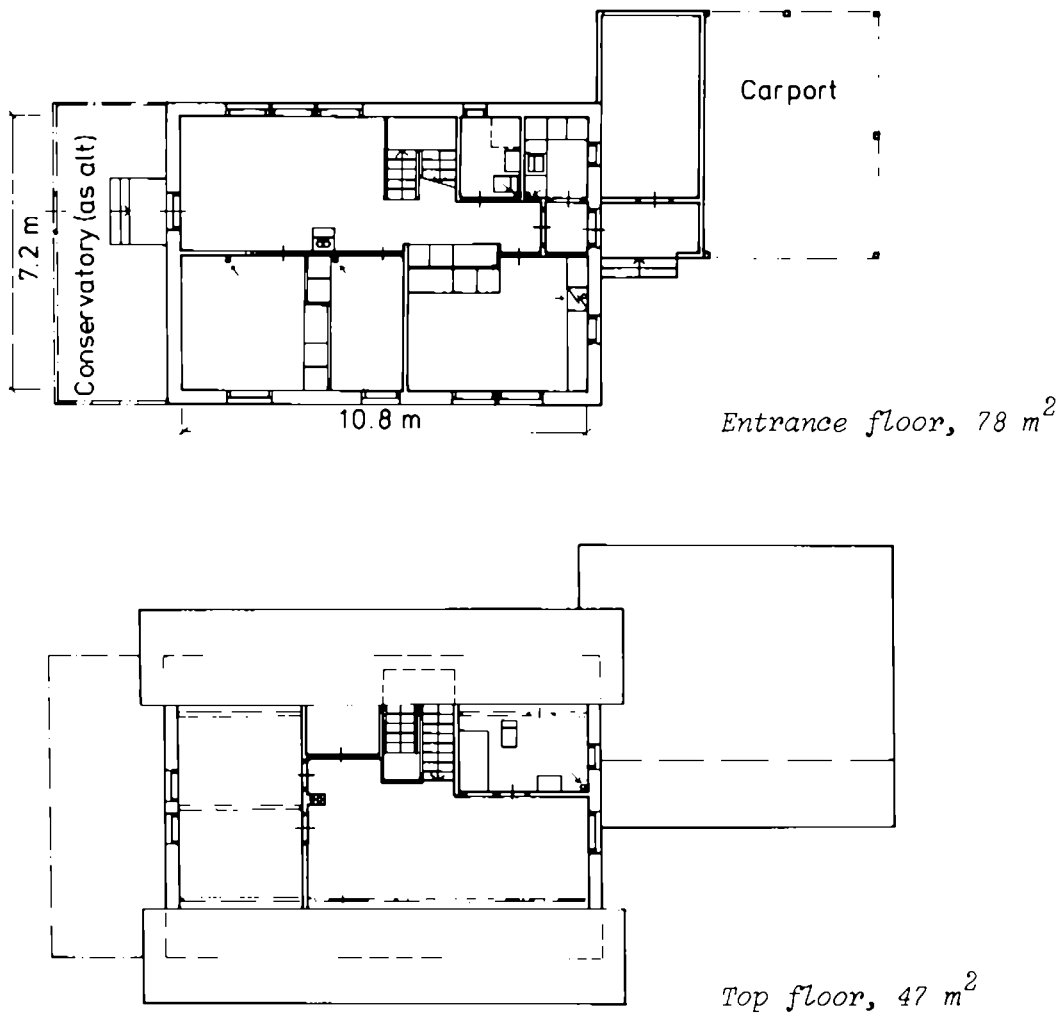 Carport
Conservatory (as alt)
7.2 m
10.8 m
Entrance floor, 78 m²
Top floor, 47 m²